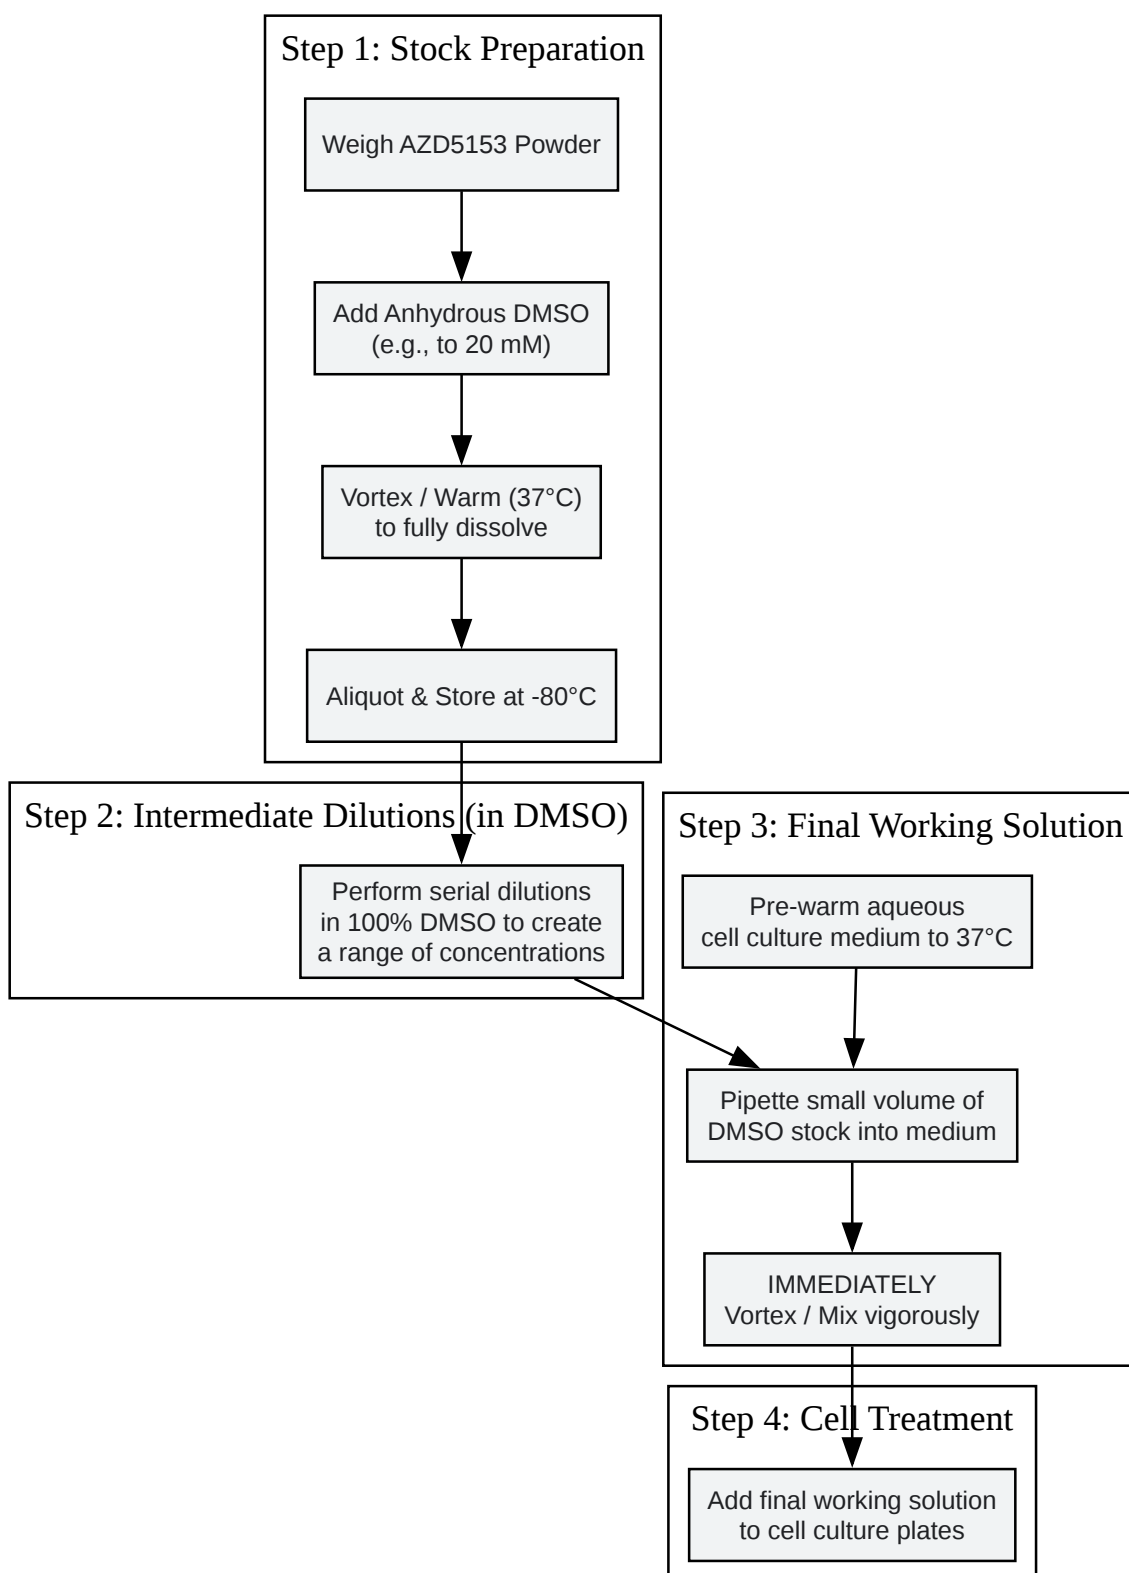 Step 1: Stock Preparation
Weigh AZD5153 Powder
Add Anhydrous DMSO
(e.g., to 20 mM)
Vortex / Warm (37°C)
to fully dissolve
Aliquot & Store at -80°C
Step 2: Intermediate Dilutions (in DMSO)
Perform serial dilutions
in 100% DMSO to create
a range of concentrations
Step 3: Final Working Solution
Pre-warm aqueous
cell culture medium to 37°C
Pipette small volume of
DMSO stock into medium
IMMEDIATELY
Vortex / Mix vigorously
Step 4: Cell Treatment
Add final working solution
to cell culture plates